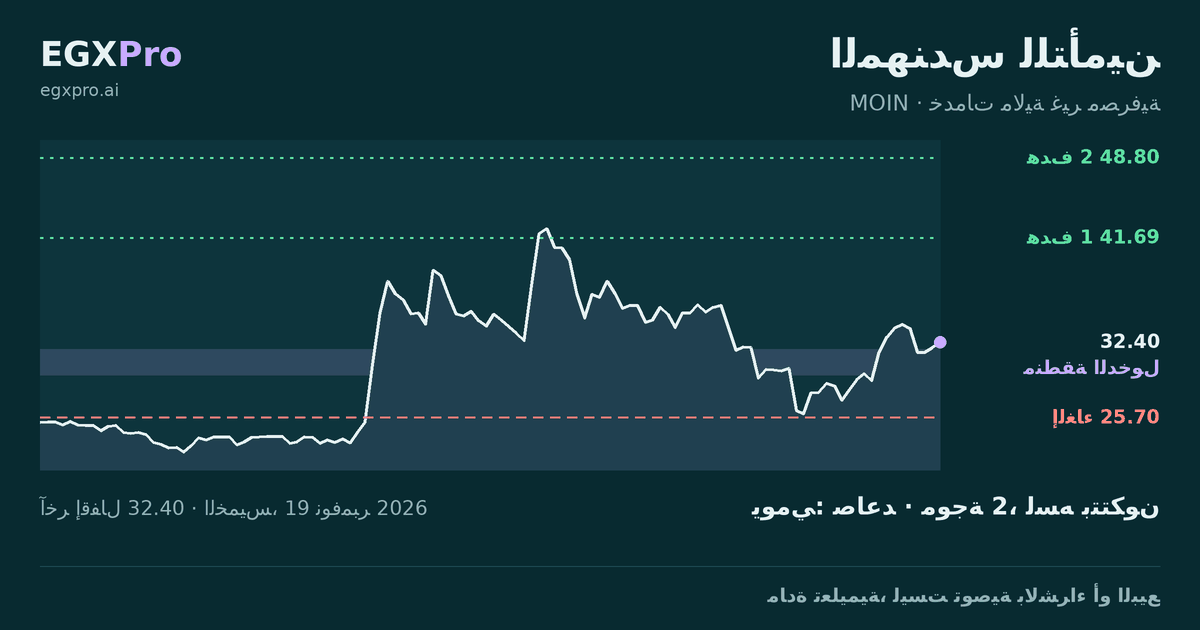 EGXPro
egxpro.ai
المهندس للتأمين
MOIN · خدمات مالية غير مصرفية
هدف 2 48.80
هدف 1 41.69
32.40
منطقة الدخول
إلغاء 25.70
آخر إقفال 32.40 · الخميس، 19 نوفمبر 2026
يومي: صاعد · موجة 2، لسه بتتكون
مادة تعليمية، ليست توصية بالشراء أو البيع